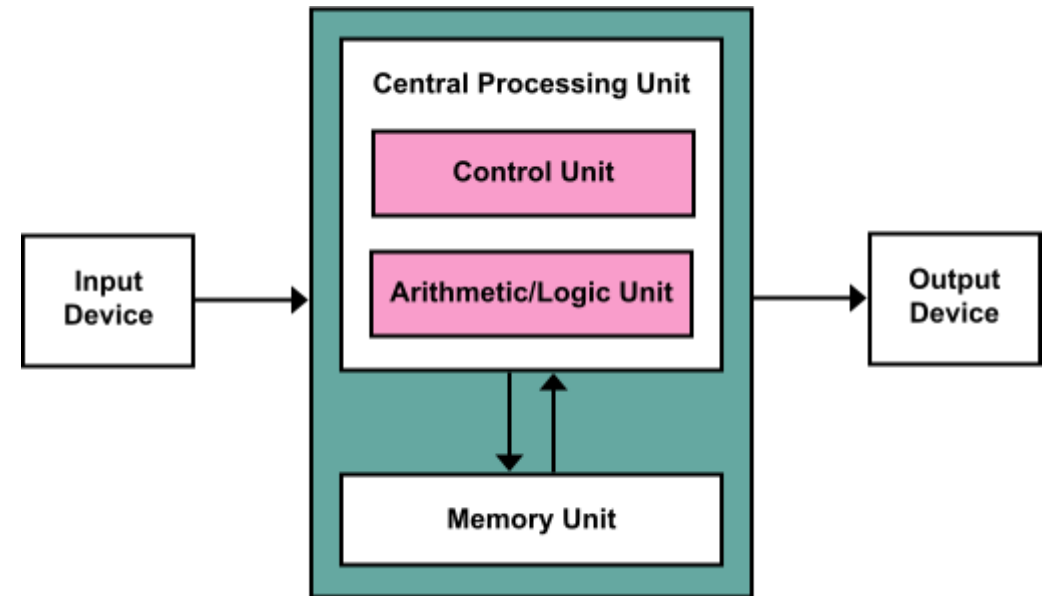 Central Processing Unit
Control Unit
Arithmetic/Logic Unit
Input
Device
Output
Device
Memory Unit